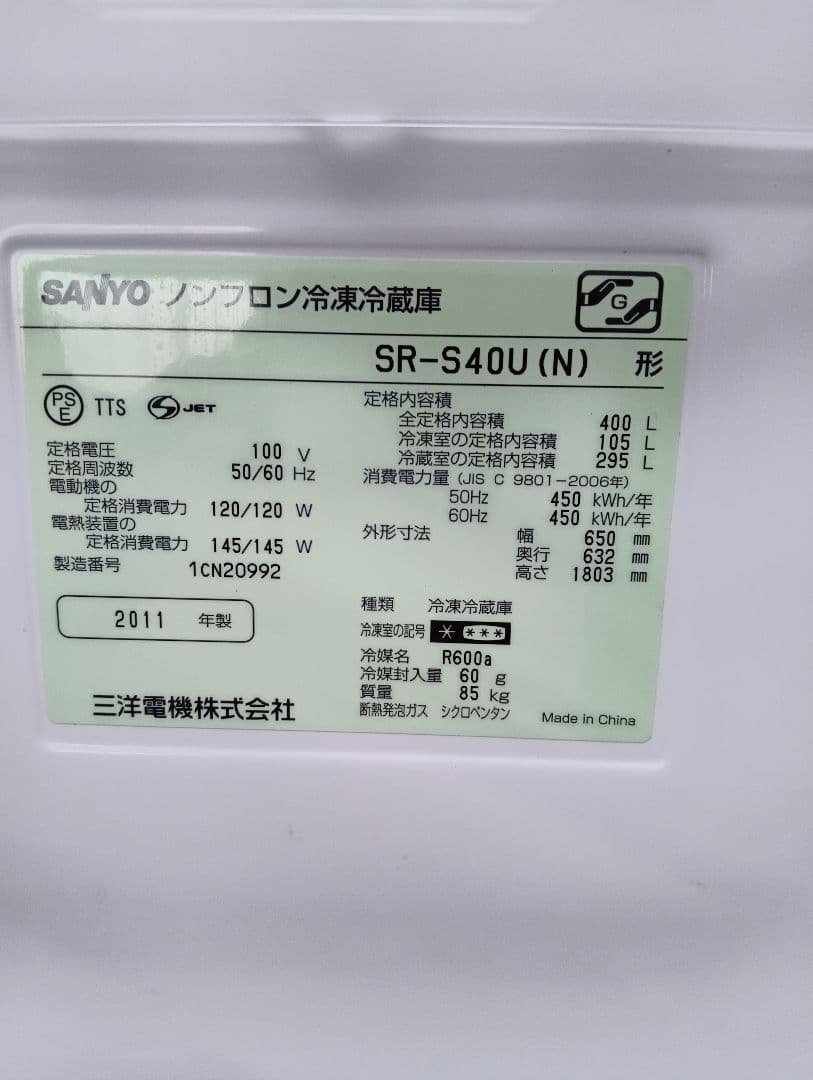 SANYO ノンフロン冷凍冷蔵庫
G
SR-S40U(N) 形
PSE TTS S JET
定格電圧 100 V
定格周波数 50/60 Hz
電動機の
定格消費電力 120/120 W
電熱装置の
定格消費電力 145/145 W
製造番号 1CN20992
2011 年製
三洋電機株式会社
定格内容積
全定格内容積 400 L
冷凍室の定格内容積 105 L
冷蔵室の定格内容積 295 L
消費電力量 (JIS C 9801-2006年)
50Hz 450 kWh/年
60Hz 450 kWh/年
外形寸法 幅 650 mm
奥行 632 mm
高さ 1803 mm
種類 冷凍冷蔵庫
冷凍室の記号 * ***
冷媒名 R600a
冷媒封入量 60 g
質量 85 kg
断熱発泡ガス シクロペンタン
Made in China